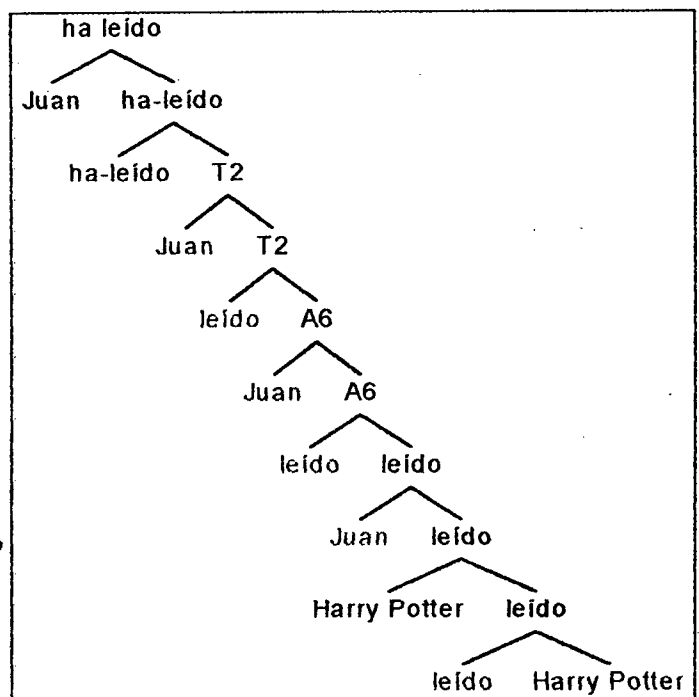 ha leído
Juan ha-leído
ha-leído T2
Juan T2
leído A6
Juan A6
leído leído
Juan leído
Harry Potter leído
leído Harry Potter